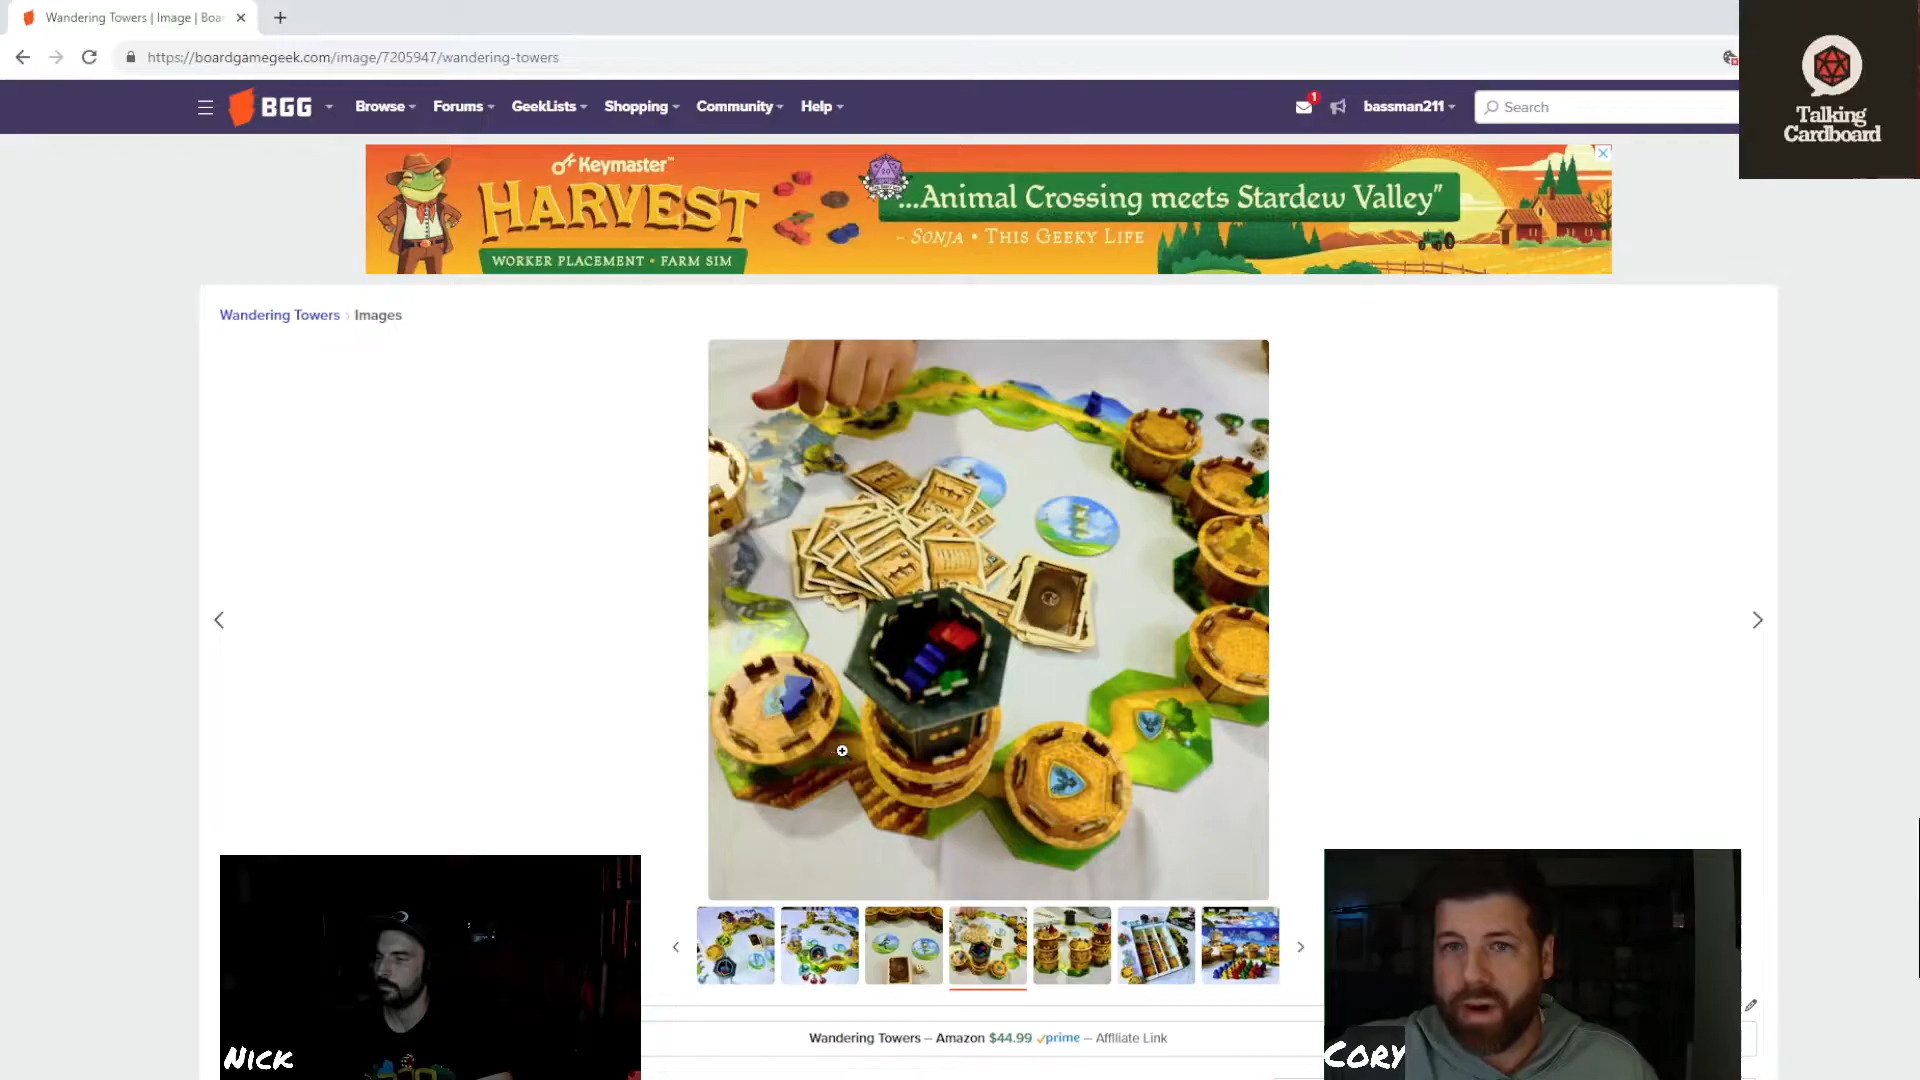 Wandering Towers | Image | Boa
https://boardgamegeek.com/image/7205947/wandering-towers
BGG
Browse
Forums
GeekLists
Shopping
Community
Help
1
bassman211
Search
Talking
Cardboard
Keymaster™
HARVEST
WORKER PLACEMENT • FARM SIM
20
"...Animal Crossing meets Stardew Valley"
- SONJA • THIS GEEKY LIFE
Wandering Towers › Images
Wandering Towers – Amazon $44.99 prime – Affiliate Link
NICK
CORY